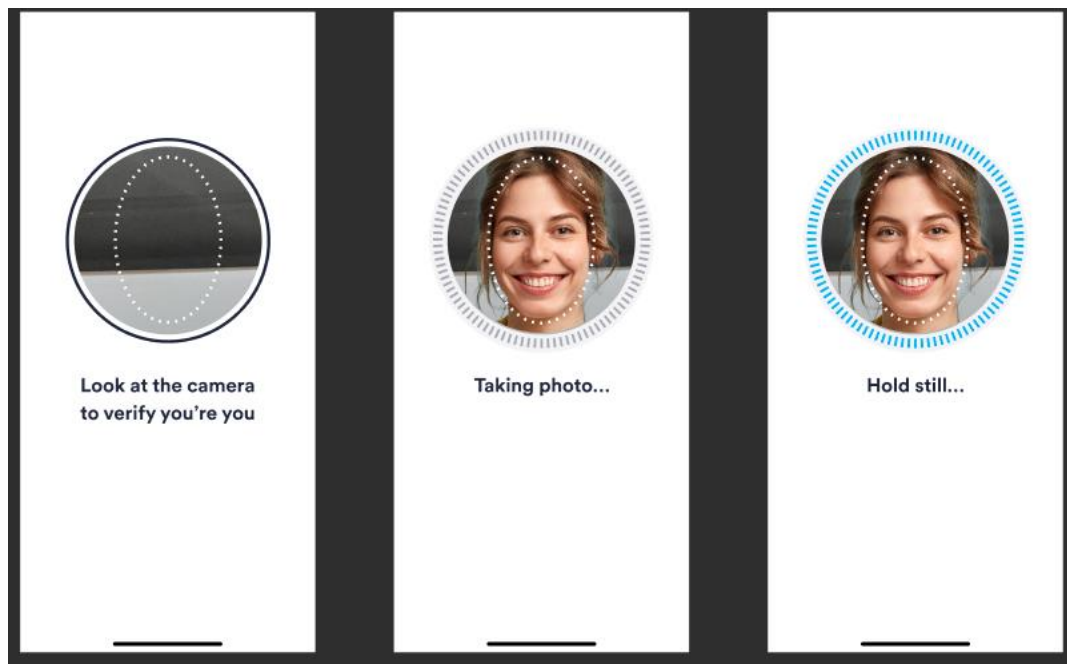 Look at the camera
to verify you’re you
Taking photo...
Hold still...